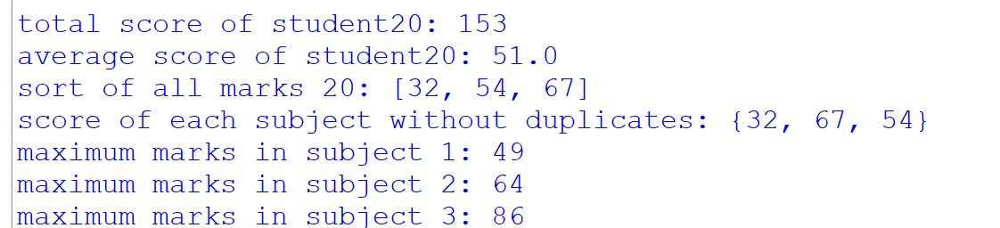 total score of student20: 153
average score of student20: 51.0
sort of all marks 20: [32, 54, 67]
score of each subject without duplicates: {32, 67, 54}
maximum marks in subject 1: 49
maximum marks in subject 2: 64
maximum marks in subject 3: 86